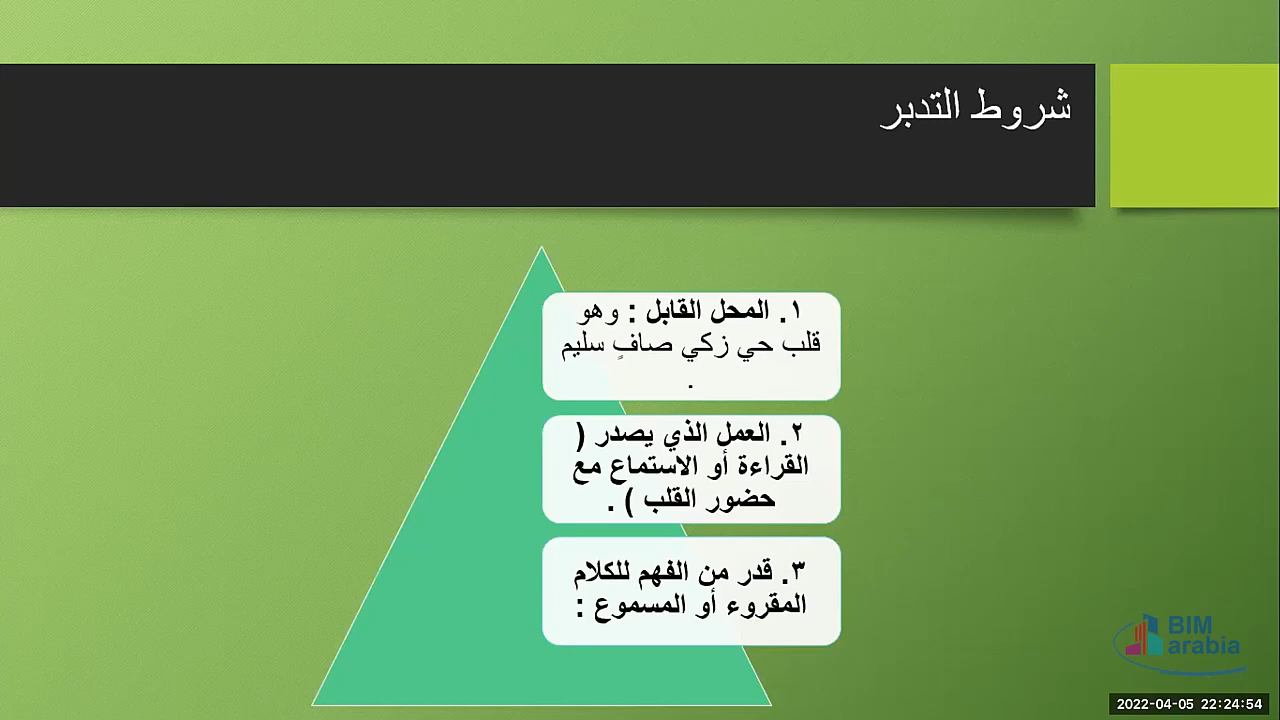 شروط التدبر
١. المحل القابل : وهو
قلب حي زكي صافٍ سليم
.
٢. العمل الذي يصدر (
القراءة أو الاستماع مع
حضور القلب ) .
٣. قدر من الفهم للكلام
المقروء أو المسموع :
BIM
arabia
2022-04-05 22:24:54